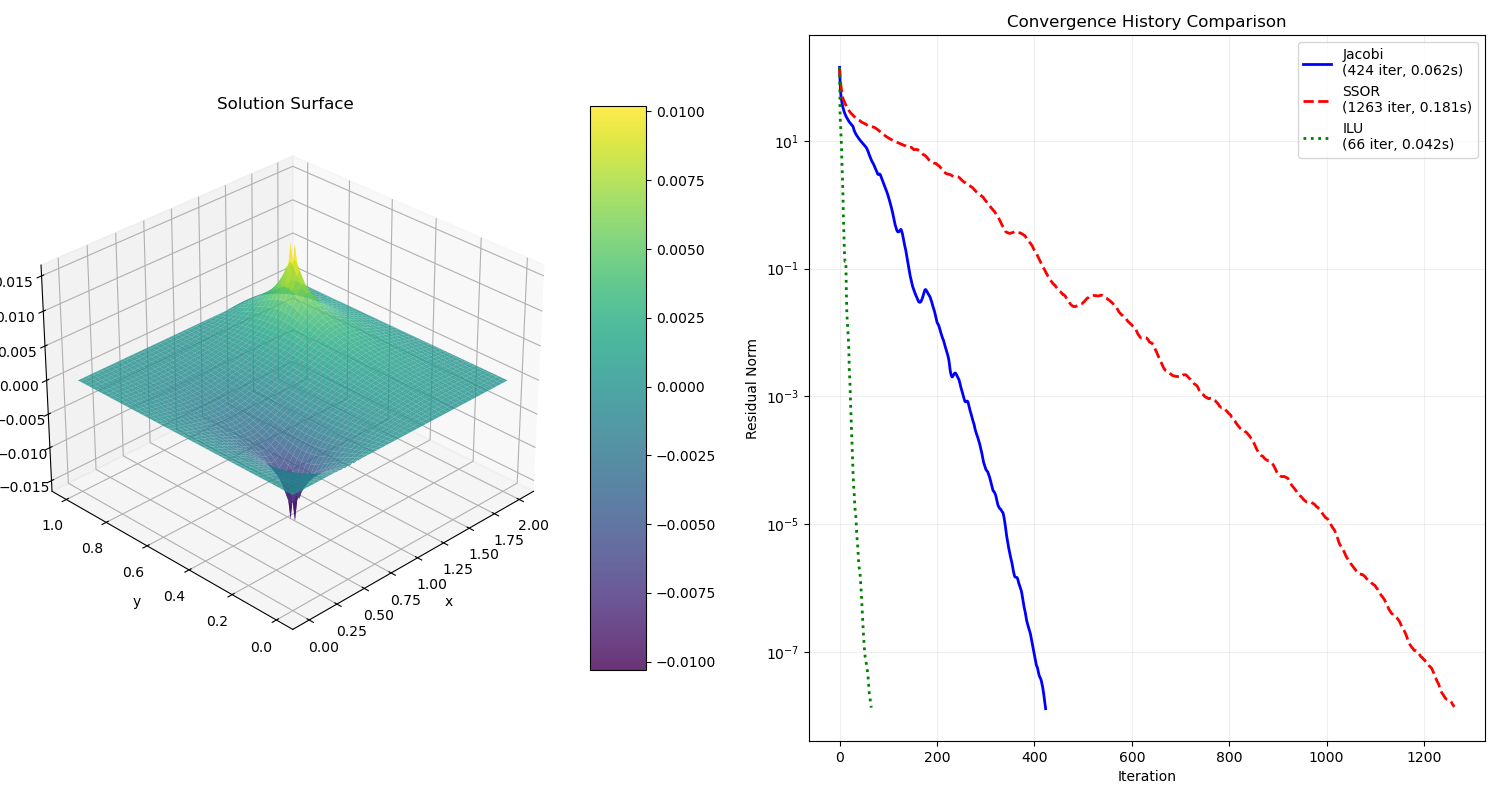 Solution Surface
0.015
0.010
0.005
0.000
−0.005
−0.010
−0.015
1.0
0.8
0.6
0.4
0.2
0.0
y
0.00
0.25
0.50
0.75
1.00
1.25
1.50
1.75
2.00
x
0.0100
0.0075
0.0050
0.0025
0.0000
−0.0025
−0.0050
−0.0075
−0.0100
Convergence History Comparison
Jacobi
(424 iter, 0.062s)
SSOR
(1263 iter, 0.181s)
ILU
(66 iter, 0.042s)
Residual Norm
10¹
10⁻¹
10⁻³
10⁻⁵
10⁻⁷
0 200 400 600 800 1000 1200
Iteration